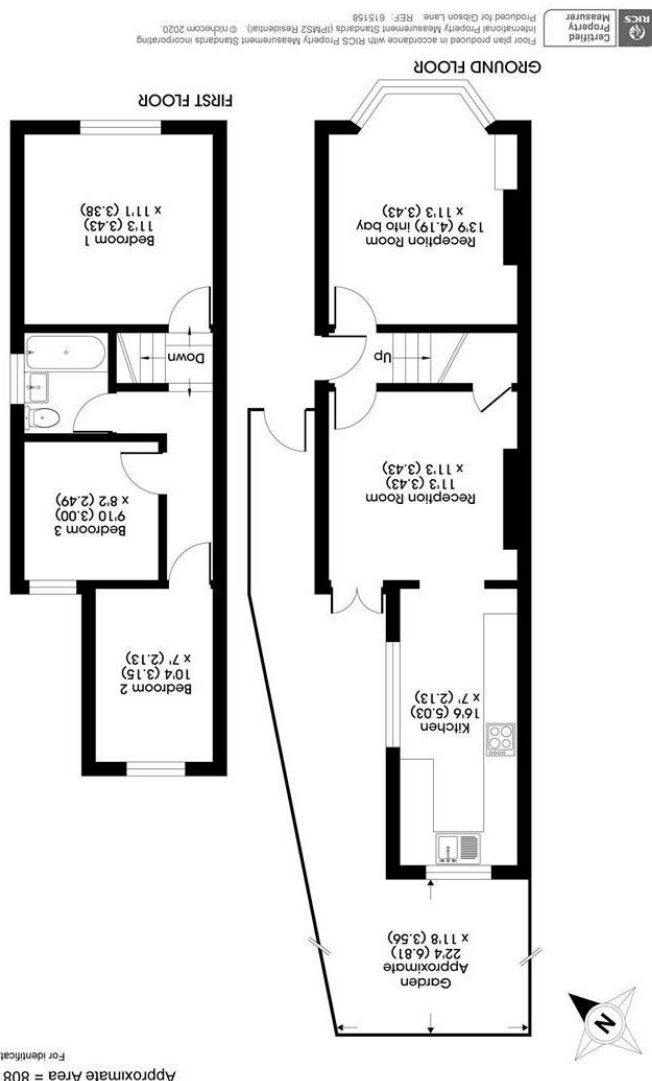 Approximate Area = 808
For identificat
N
Garden
Approximate
22'4 (6.81)
x 11'8 (3.56)
Kitchen
16'6 (5.03)
x 7' (2.13)
Reception Room
11'3 (3.43)
x 11'3 (3.43)
Up
Reception Room
13'9 (4.19) into bay
x 11'3 (3.43)
GROUND FLOOR
Bedroom 2
10'4 (3.15)
x 7' (2.13)
Bedroom 3
9'10 (3.00)
x 8'2 (2.49)
Down
Bedroom 1
11'3 (3.43)
x 11'1 (3.38)
FIRST FLOOR
RICS
Certified
Property
Measurer
Floor plan produced in accordance with RICS Property Measurement Standards incorporating
International Property Measurement Standards (IPMS2 Residential). © nichecom 2020.
Produced for Gibson Lane. REF: 615158